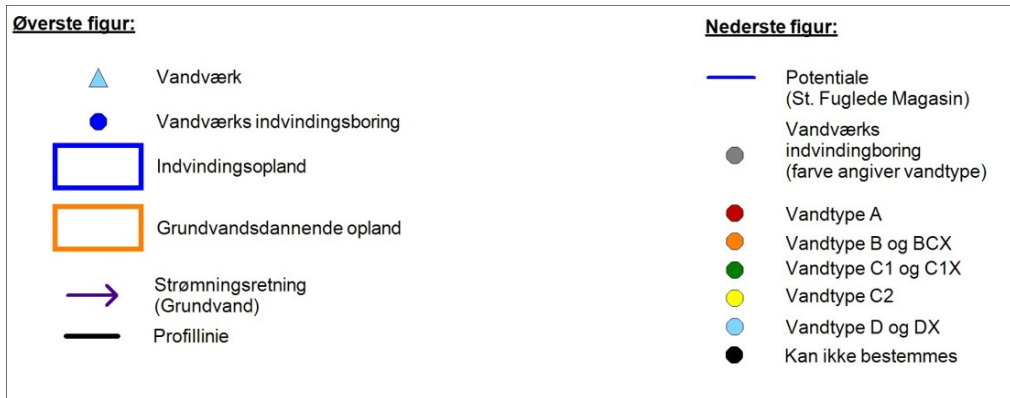 Øverste figur:
Vandværk
Vandværks indvindingsboring
Indvindingsopland
Grundvandsdannende opland
Strømningsretning
(Grundvand)
Profillinie
Nederste figur:
Potentiale
(St. Fuglede Magasin)
Vandværks
indvindingboring
(farve angiver vandtype)
Vandtype A
Vandtype B og BCX
Vandtype C1 og C1X
Vandtype C2
Vandtype D og DX
Kan ikke bestemmes